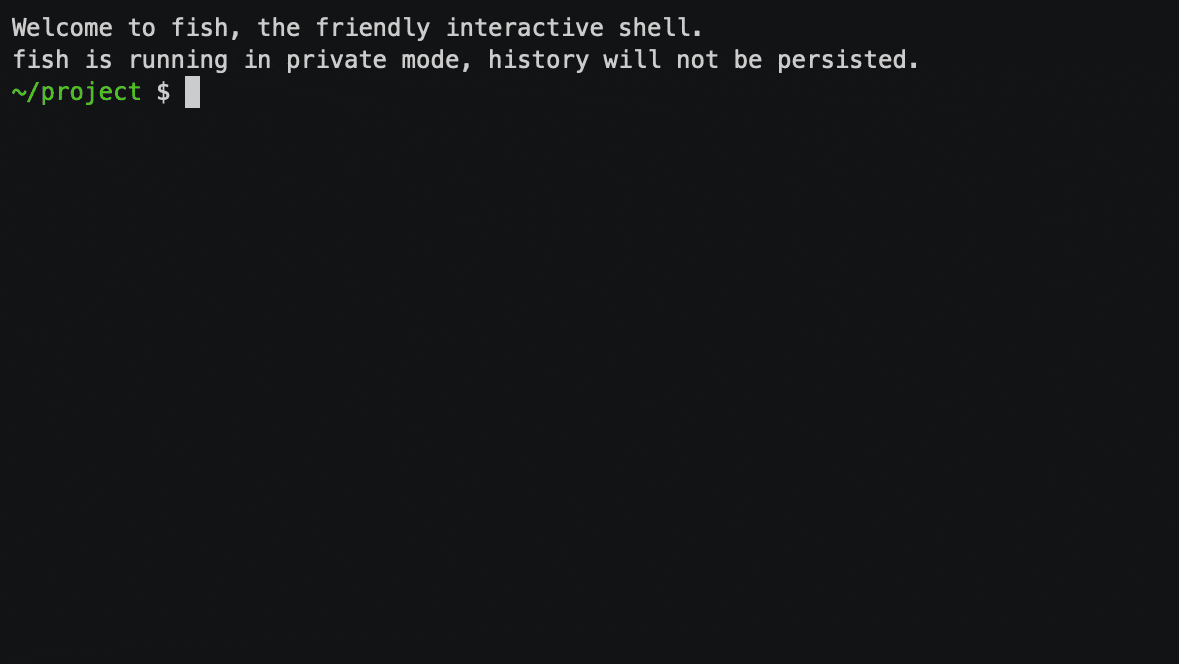 Welcome to fish, the friendly interactive shell.
fish is running in private mode, history will not be persisted.
~/project $